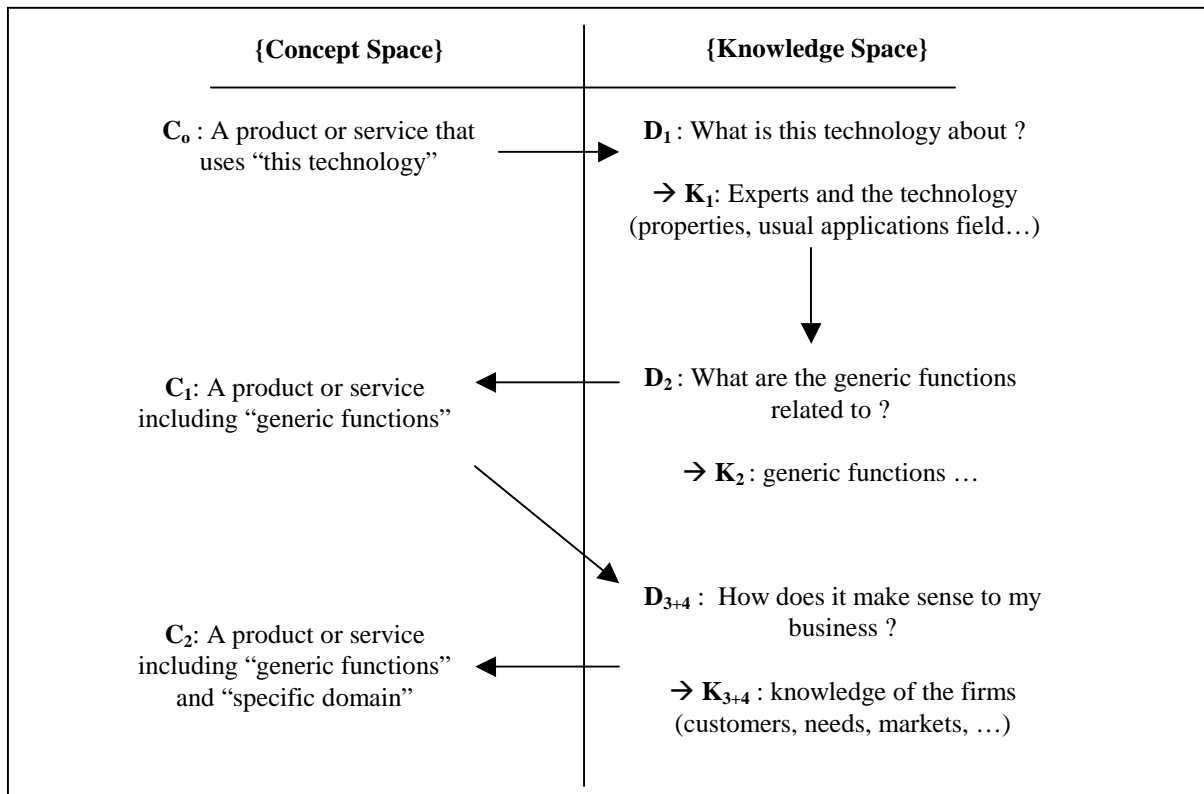 {Concept Space}
{Knowledge Space}
Co : A product or service that
uses “this technology”
D1 : What is this technology about ?
→ K1: Experts and the technology
(properties, usual applications field…)
C1: A product or service
including “generic functions”
D2 : What are the generic functions
related to ?
→ K2 : generic functions …
D3+4 : How does it make sense to my
business ?
C2: A product or service
including “generic functions”
and “specific domain”
→ K3+4 : knowledge of the firms
(customers, needs, markets, …)